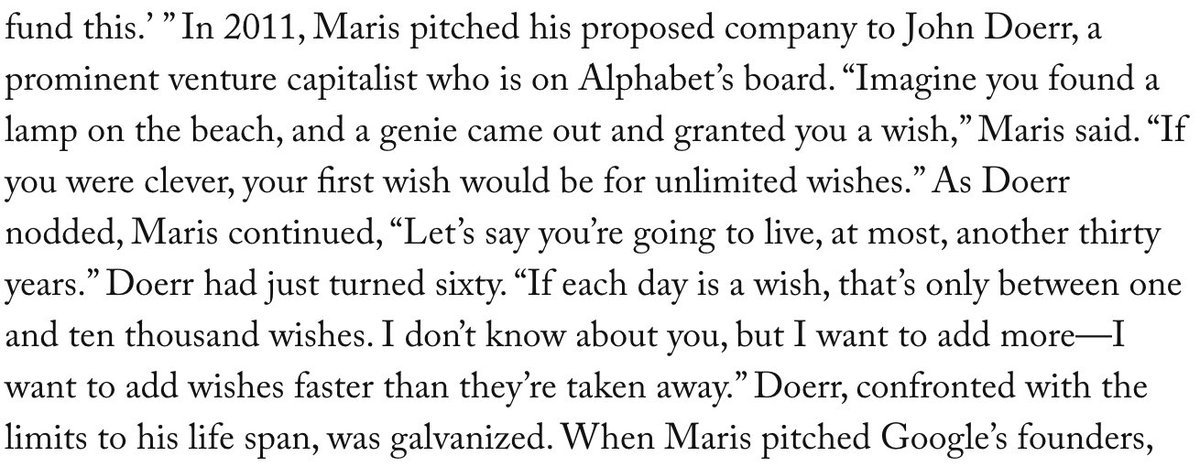 fund this.’ ” In 2011, Maris pitched his proposed company to John Doerr, a
prominent venture capitalist who is on Alphabet’s board. “Imagine you found a
lamp on the beach, and a genie came out and granted you a wish,” Maris said. “If
you were clever, your first wish would be for unlimited wishes.” As Doerr
nodded, Maris continued, “Let’s say you’re going to live, at most, another thirty
years.” Doerr had just turned sixty. “If each day is a wish, that’s only between one
and ten thousand wishes. I don’t know about you, but I want to add more—I
want to add wishes faster than they’re taken away.” Doerr, confronted with the
limits to his life span, was galvanized. When Maris pitched Google’s founders,